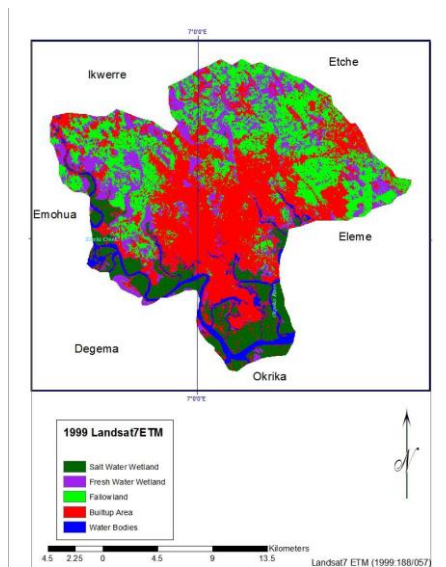 7°0'0"E
Ikwerre
Etche
Emohua
Eleme
Degema
Okrika
7°0'0"E
1999 Landsat7ETM
Salt Water Wetland
Fresh Water Wetland
Fallowland
Builtup Area
Water Bodies
N
Kilometers
4.5 2.25 0 4.5 9 13.5
Landsat7 ETM (1999:188/057)